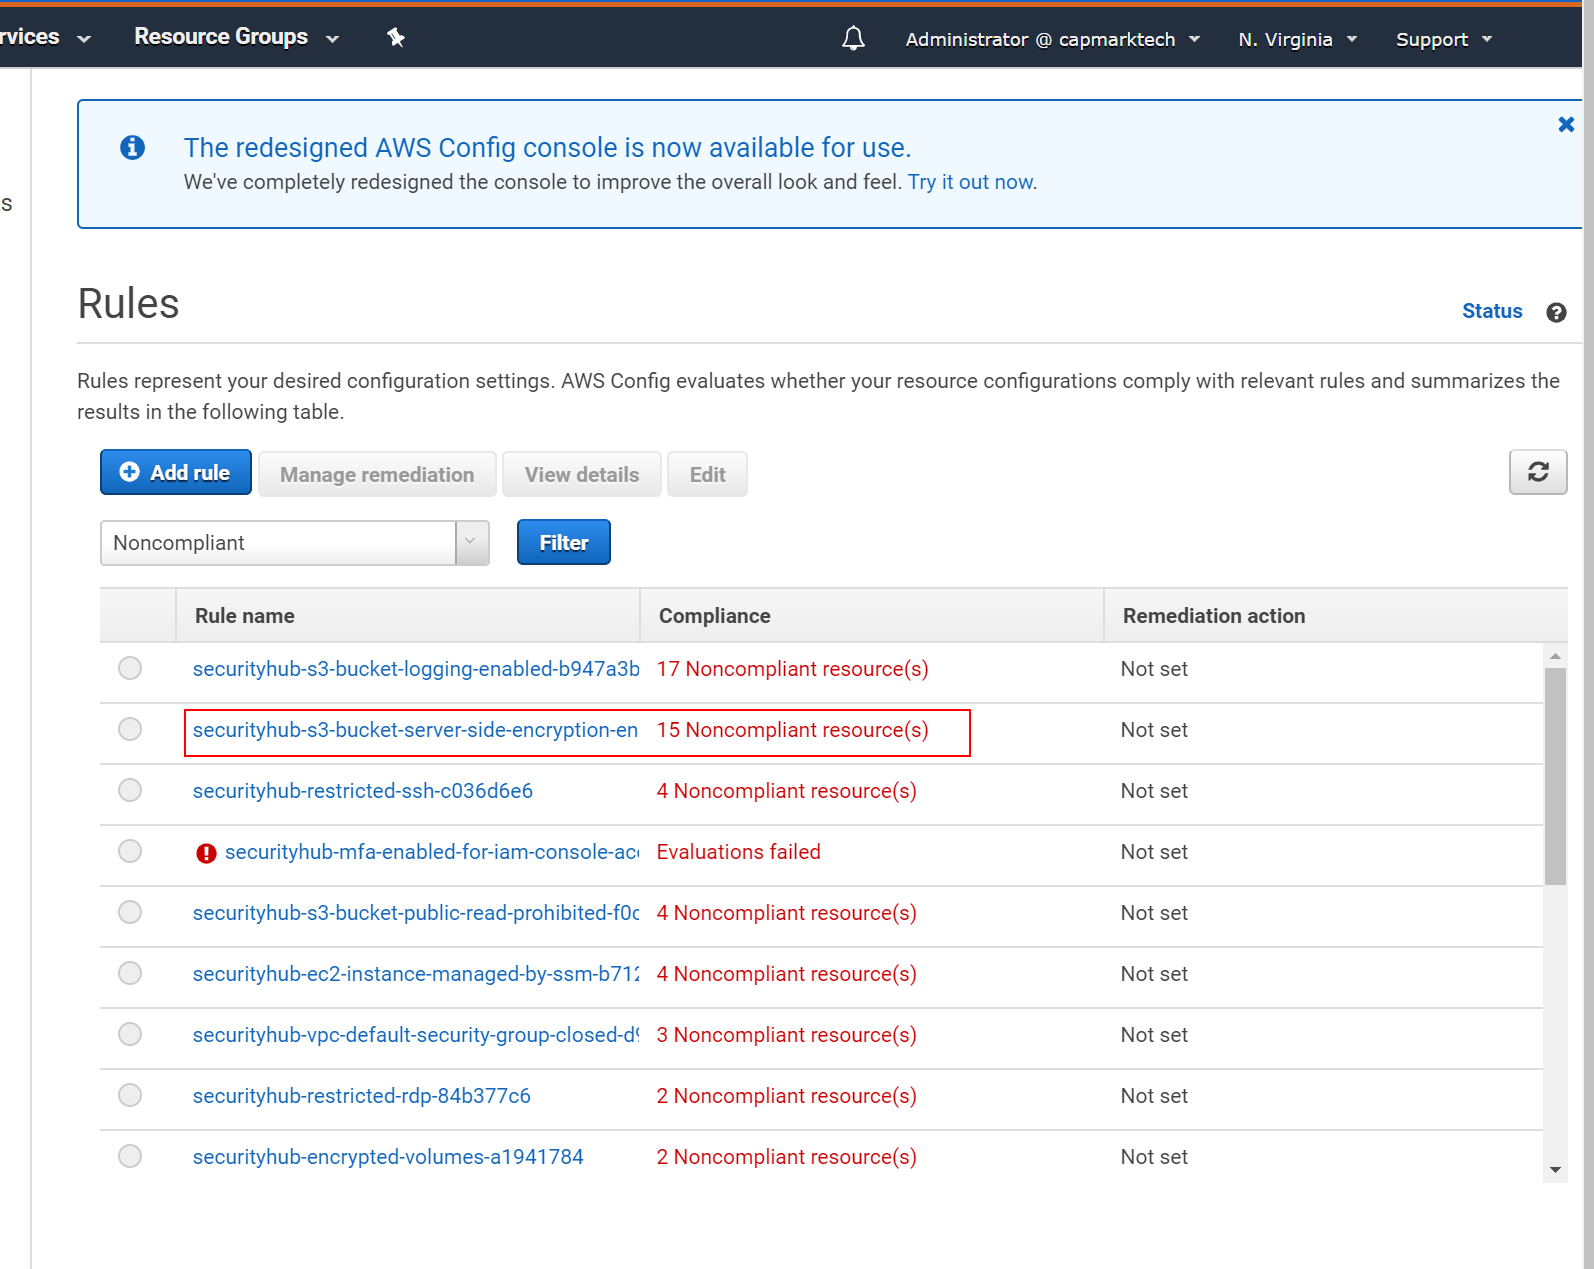 rvices Resource Groups Administrator @ capmarktech N. Virginia Support
s
The redesigned AWS Config console is now available for use.
We've completely redesigned the console to improve the overall look and feel. Try it out now.
Rules
Status
Rules represent your desired configuration settings. AWS Config evaluates whether your resource configurations comply with relevant rules and summarizes the
results in the following table.
Add rule Manage remediation View details Edit
Noncompliant Filter
Rule name Compliance Remediation action
securityhub-s3-bucket-logging-enabled-b947a3b 17 Noncompliant resource(s) Not set
securityhub-s3-bucket-server-side-encryption-en 15 Noncompliant resource(s) Not set
securityhub-restricted-ssh-c036d6e6 4 Noncompliant resource(s) Not set
securityhub-mfa-enabled-for-iam-console-acc Evaluations failed Not set
securityhub-s3-bucket-public-read-prohibited-f0c 4 Noncompliant resource(s) Not set
securityhub-ec2-instance-managed-by-ssm-b712 4 Noncompliant resource(s) Not set
securityhub-vpc-default-security-group-closed-d9 3 Noncompliant resource(s) Not set
securityhub-restricted-rdp-84b377c6 2 Noncompliant resource(s) Not set
securityhub-encrypted-volumes-a1941784 2 Noncompliant resource(s) Not set